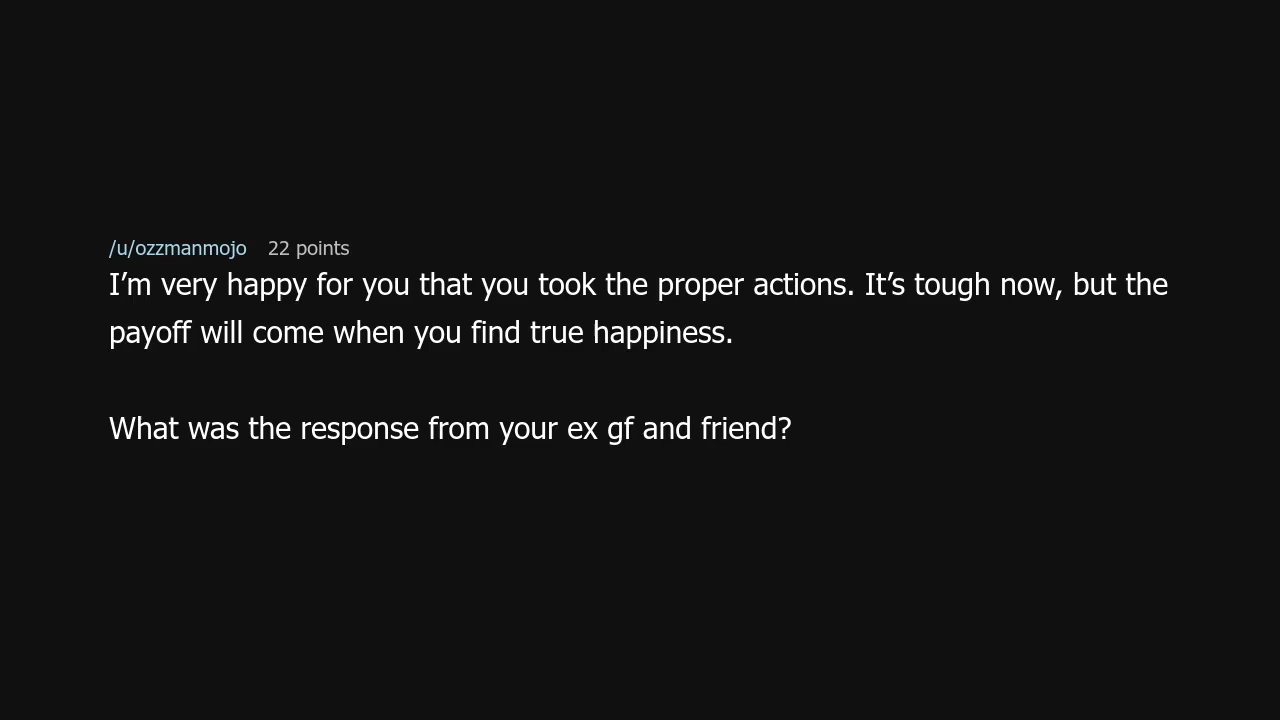 /u/ozzmanmojo 22 points
I’m very happy for you that you took the proper actions. It’s tough now, but the
payoff will come when you find true happiness.
What was the response from your ex gf and friend?